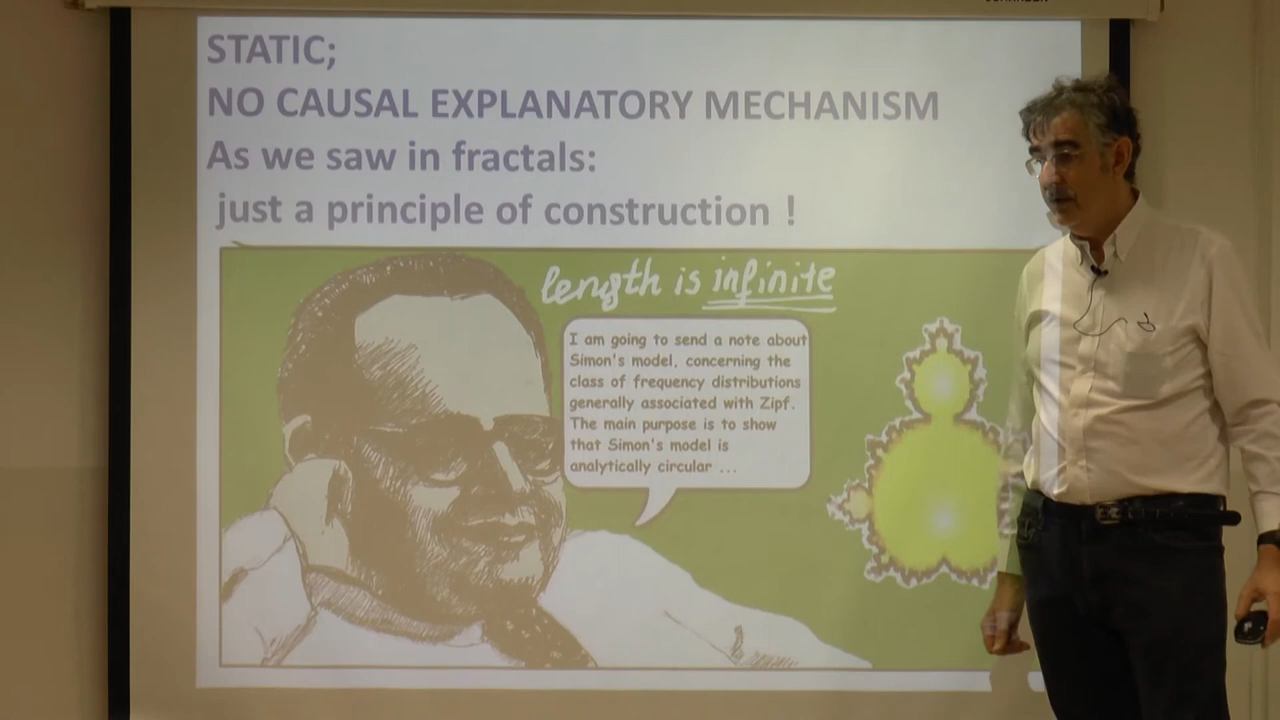 STATIC;
NO CAUSAL EXPLANATORY MECHANISM
As we saw in fractals:
just a principle of construction !
length is infinite
I am going to send a note about
Simon's model, concerning the
class of frequency distributions
generally associated with Zipf.
The main purpose is to show
that Simon's model is
analytically circular ...